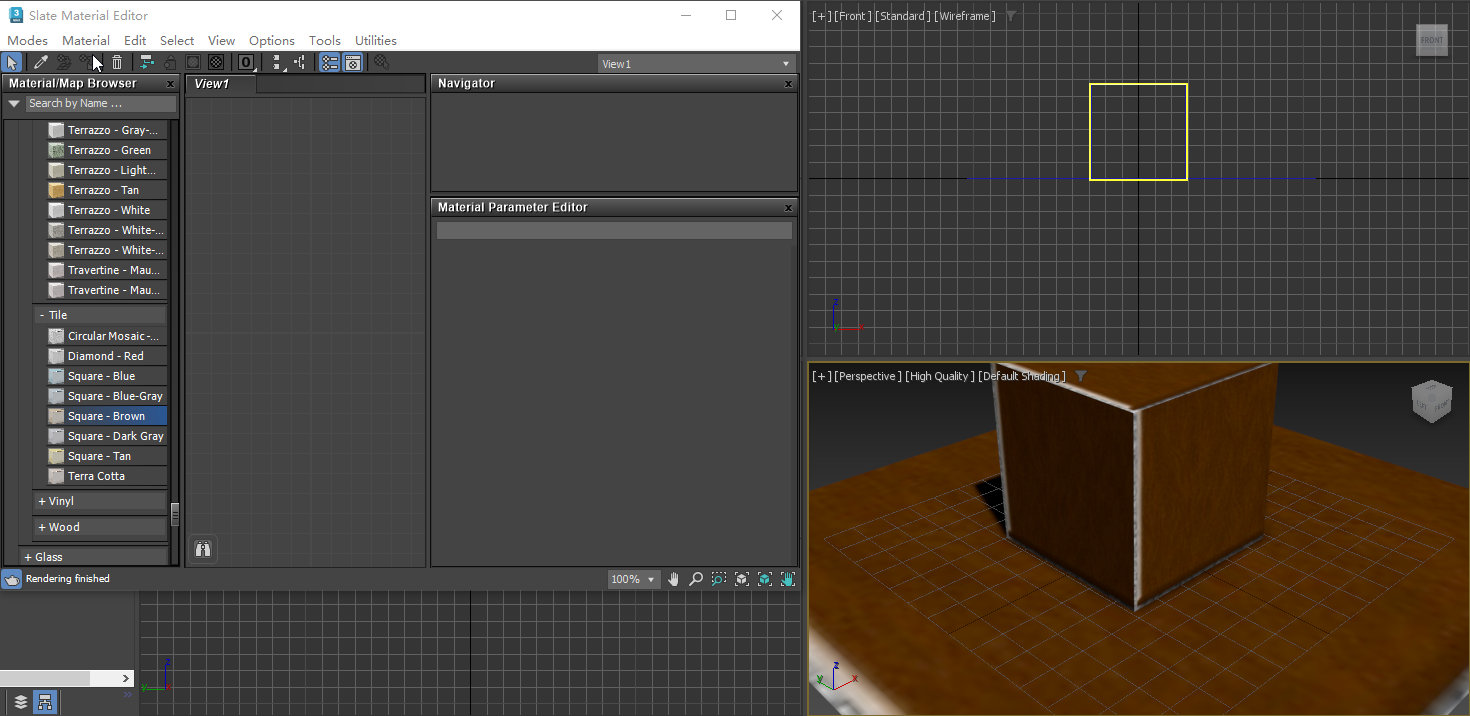 Slate Material Editor
Modes Material Edit Select View Options Tools Utilities
View1
Material/Map Browser x
Search by Name ...
Terrazzo - Gray-...
Terrazzo - Green
Terrazzo - Light...
Terrazzo - Tan
Terrazzo - White
Terrazzo - White-...
Terrazzo - White-...
Travertine - Mau...
Travertine - Mau...
- Tile
Circular Mosaic -...
Diamond - Red
Square - Blue
Square - Blue-Gray
Square - Brown
Square - Dark Gray
Square - Tan
Terra Cotta
+ Vinyl
+ Wood
+ Glass
View1
Navigator x
Material Parameter Editor x
Rendering finished
100%
[+] [Front ] [Standard ] [Wireframe ]
FRONT
z
y x
[+] [Perspective ] [High Quality ] [Default Shading ]
LEFT FRONT
z
y x
z
y x